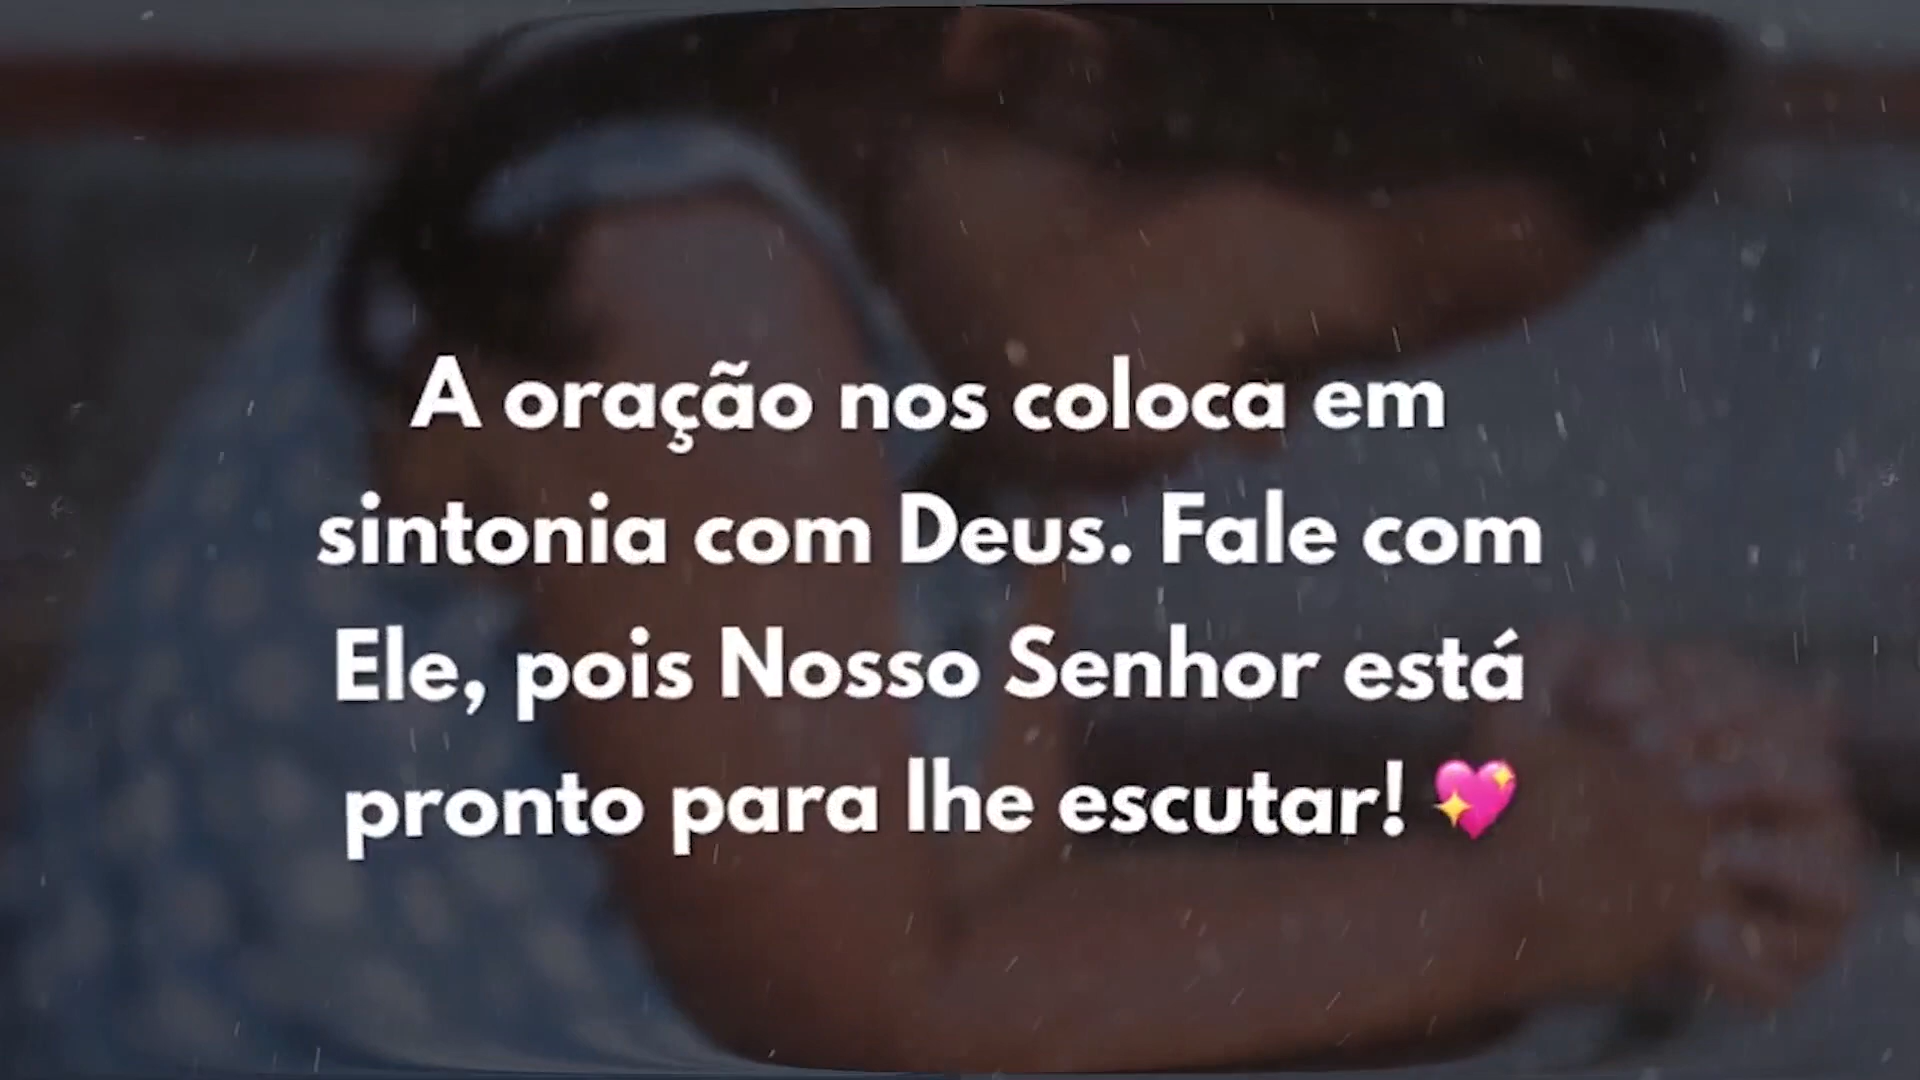 A oração nos coloca em
sintonia com Deus. Fale com
Ele, pois Nosso Senhor está
pronto para lhe escutar! 💖